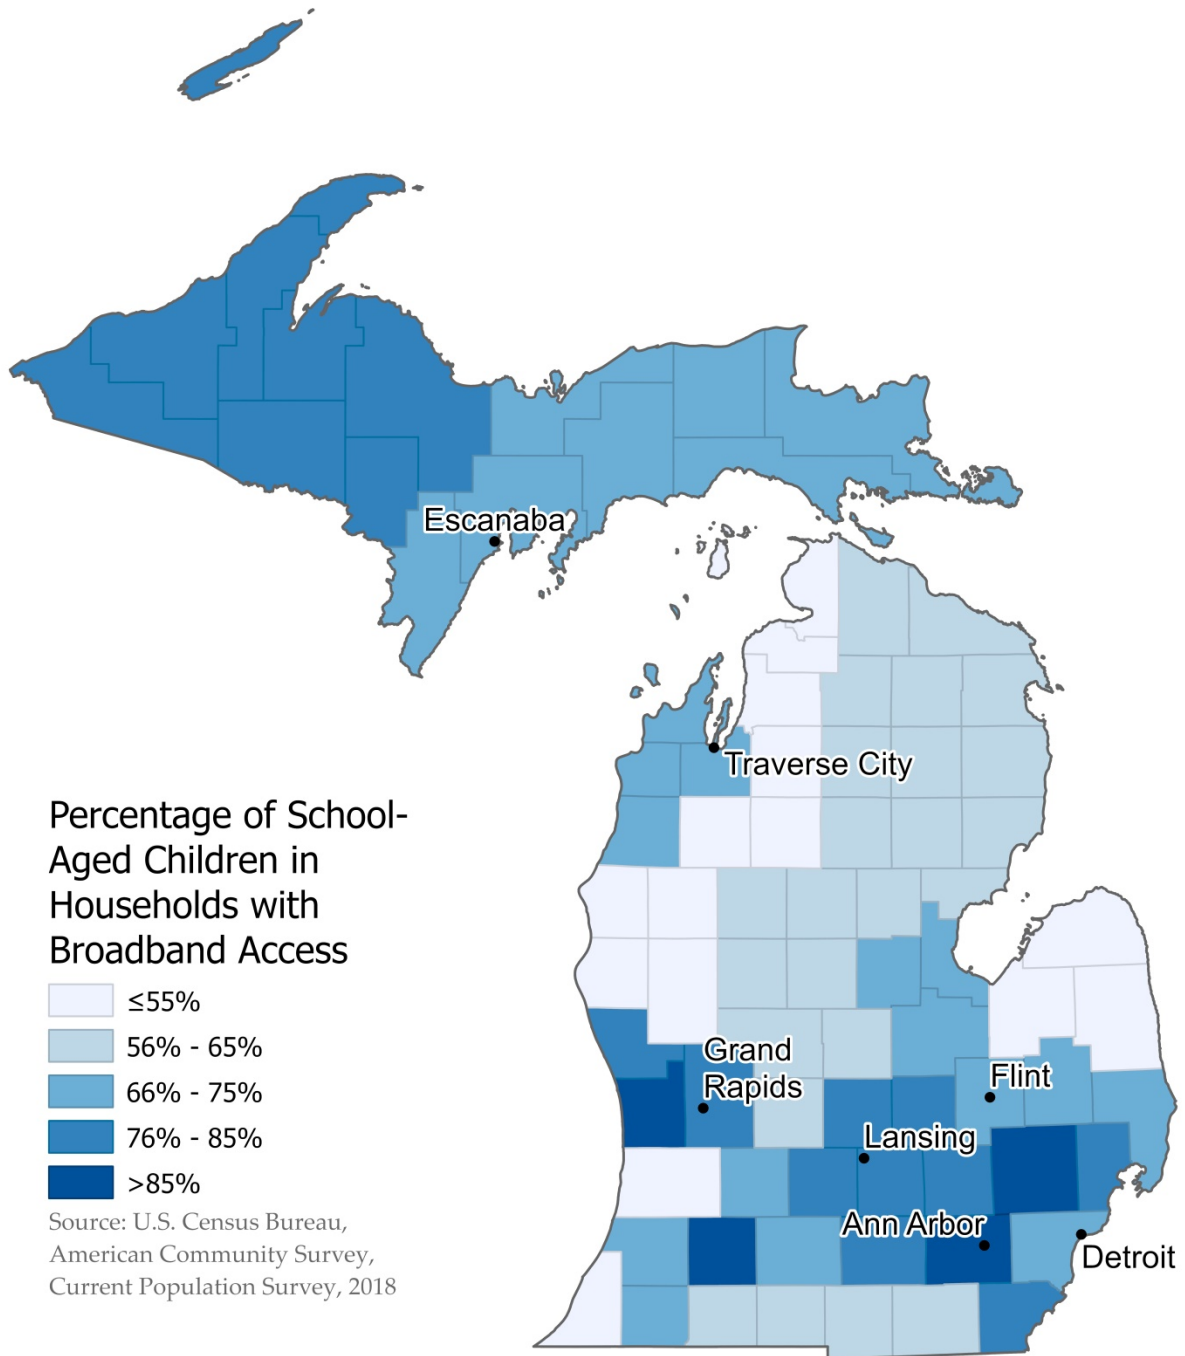 Escanaba
Traverse City
Percentage of School-
Aged Children in
Households with
Broadband Access
≤55%
56% - 65%
66% - 75%
76% - 85%
>85%
Source: U.S. Census Bureau,
American Community Survey,
Current Population Survey, 2018
Grand
Rapids
Flint
Lansing
Ann Arbor
Detroit